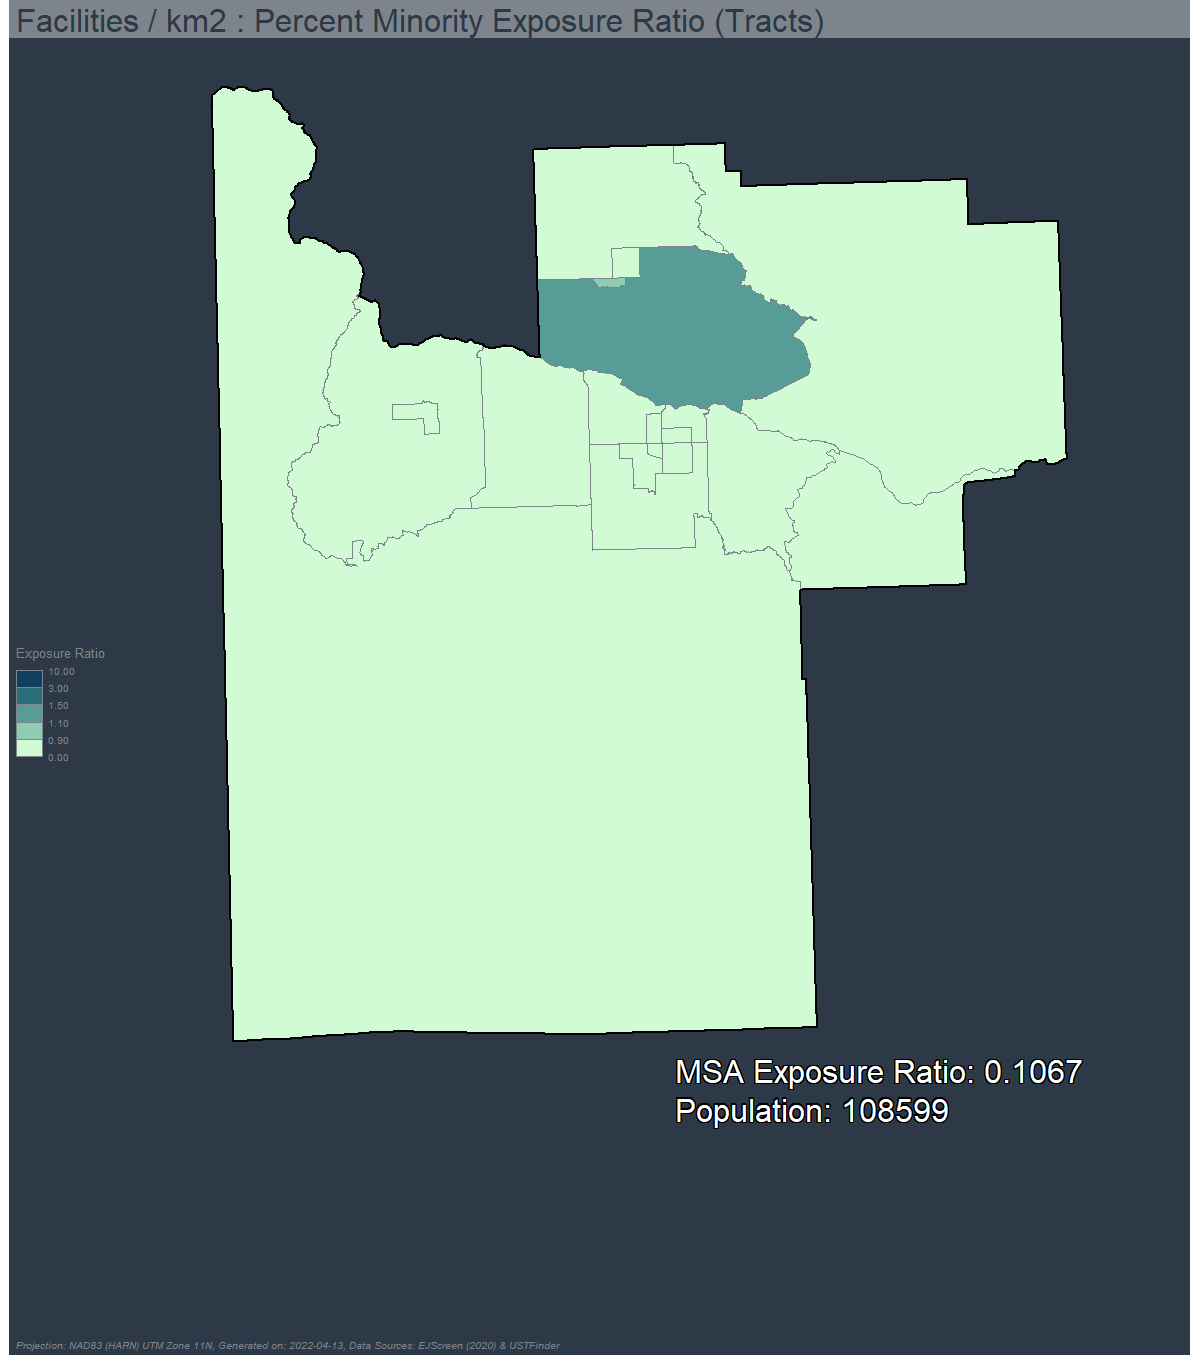 Facilities / km2 : Percent Minority Exposure Ratio (Tracts)
Exposure Ratio
10.00
3.00
1.50
1.10
0.90
0.00
MSA Exposure Ratio: 0.1067
Population: 108599
Projection: NAD83 (HARN) UTM Zone 11N, Generated on: 2022-04-13, Data Sources: EJScreen (2020) & USTFinder